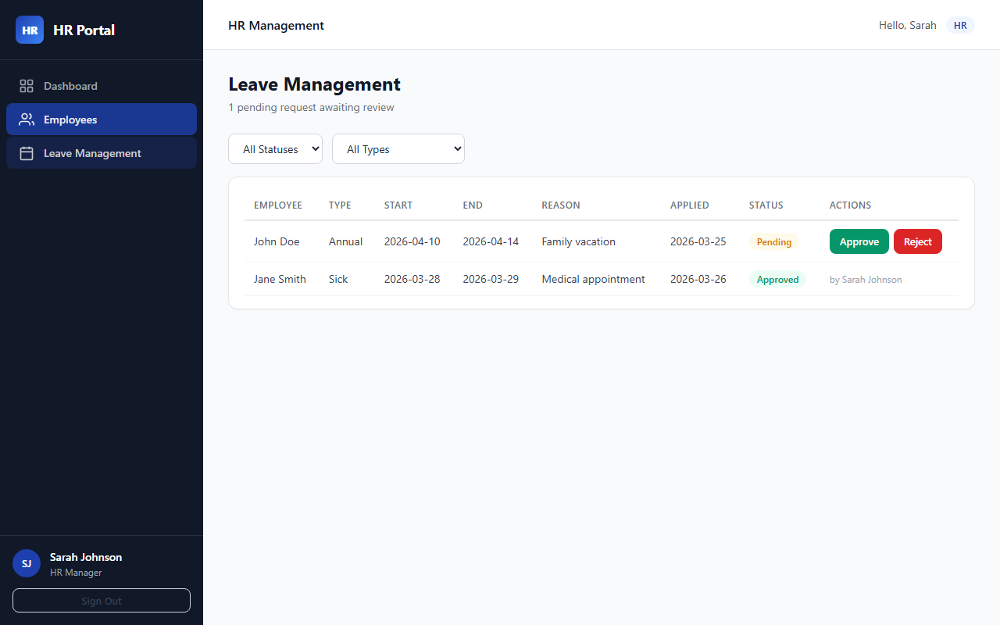 HR HR Portal
Dashboard
Employees
Leave Management
Sarah Johnson
SJ
HR Manager
Sign Out
HR Management
Hello, Sarah HR
Leave Management
1 pending request awaiting review
All Statuses All Types
EMPLOYEE TYPE START END REASON APPLIED STATUS ACTIONS
John Doe Annual 2026-04-10 2026-04-14 Family vacation 2026-03-25 Pending Approve Reject
Jane Smith Sick 2026-03-28 2026-03-29 Medical appointment 2026-03-26 Approved by Sarah Johnson